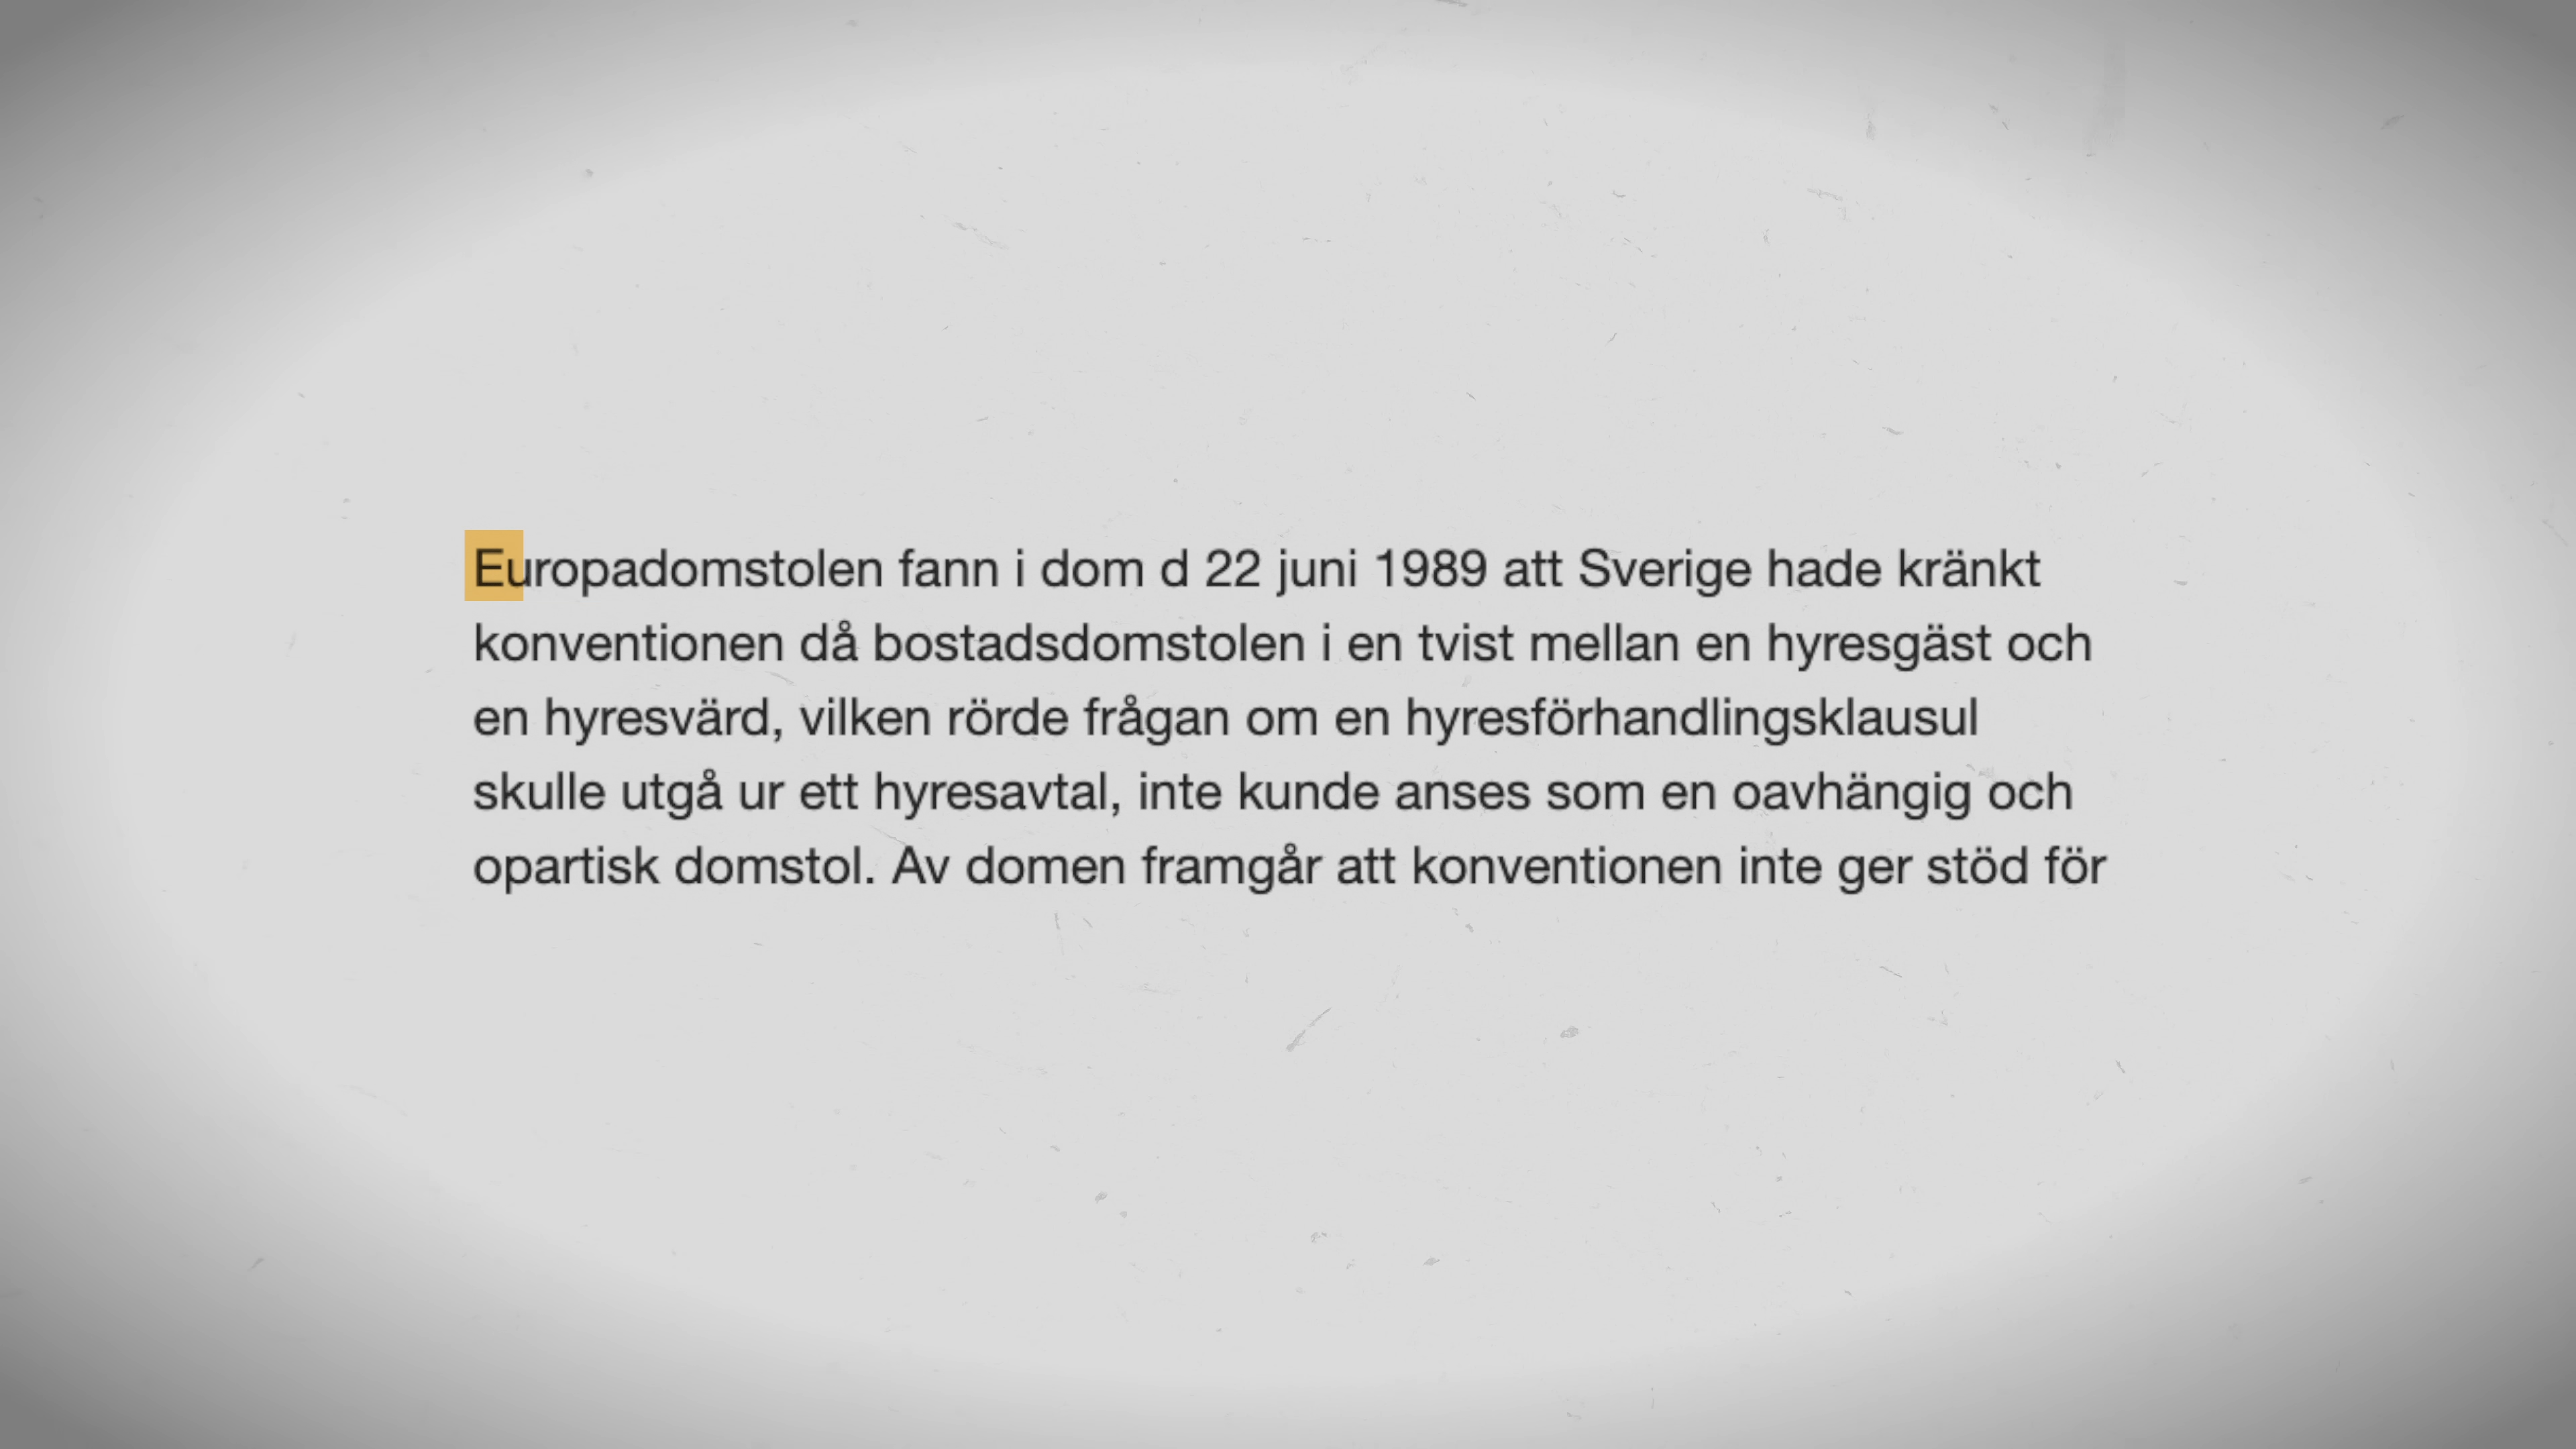 Europadomstolen fann i dom d 22 juni 1989 att Sverige hade kränkt
konventionen då bostadsdomstolen i en tvist mellan en hyresgäst och
en hyresvärd, vilken rörde frågan om en hyresförhandlingsklausul
skulle utgå ur ett hyresavtal, inte kunde anses som en oavhängig och
opartisk domstol. Av domen framgår att konventionen inte ger stöd för